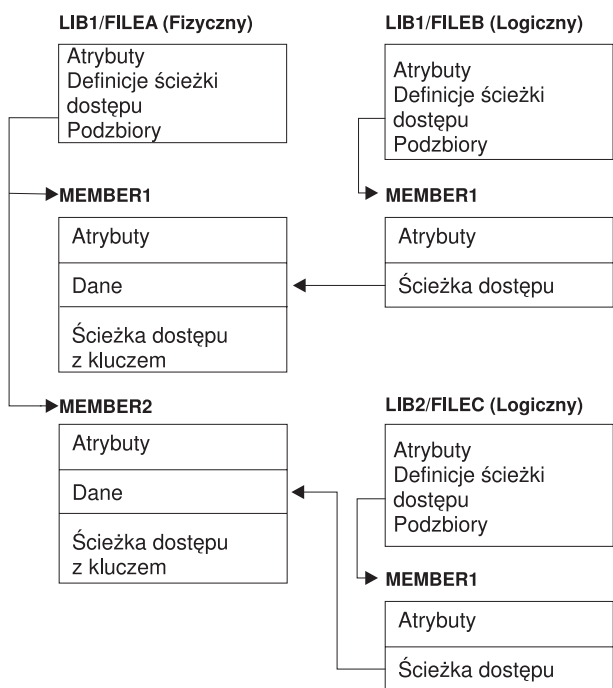 LIB1/FILEA (Fizyczny)
Atrybuty
Definicje ścieżki
dostępu
Podzbiory
MEMBER1
Atrybuty
Dane
Ścieżka dostępu
z kluczem
MEMBER2
Atrybuty
Dane
Ścieżka dostępu
z kluczem
LIB1/FILEB (Logiczny)
Atrybuty
Definicje ścieżki
dostępu
Podzbiory
MEMBER1
Atrybuty
Ścieżka dostępu
LIB2/FILEC (Logiczny)
Atrybuty
Definicje ścieżki
dostępu
Podzbiory
MEMBER1
Atrybuty
Ścieżka dostępu